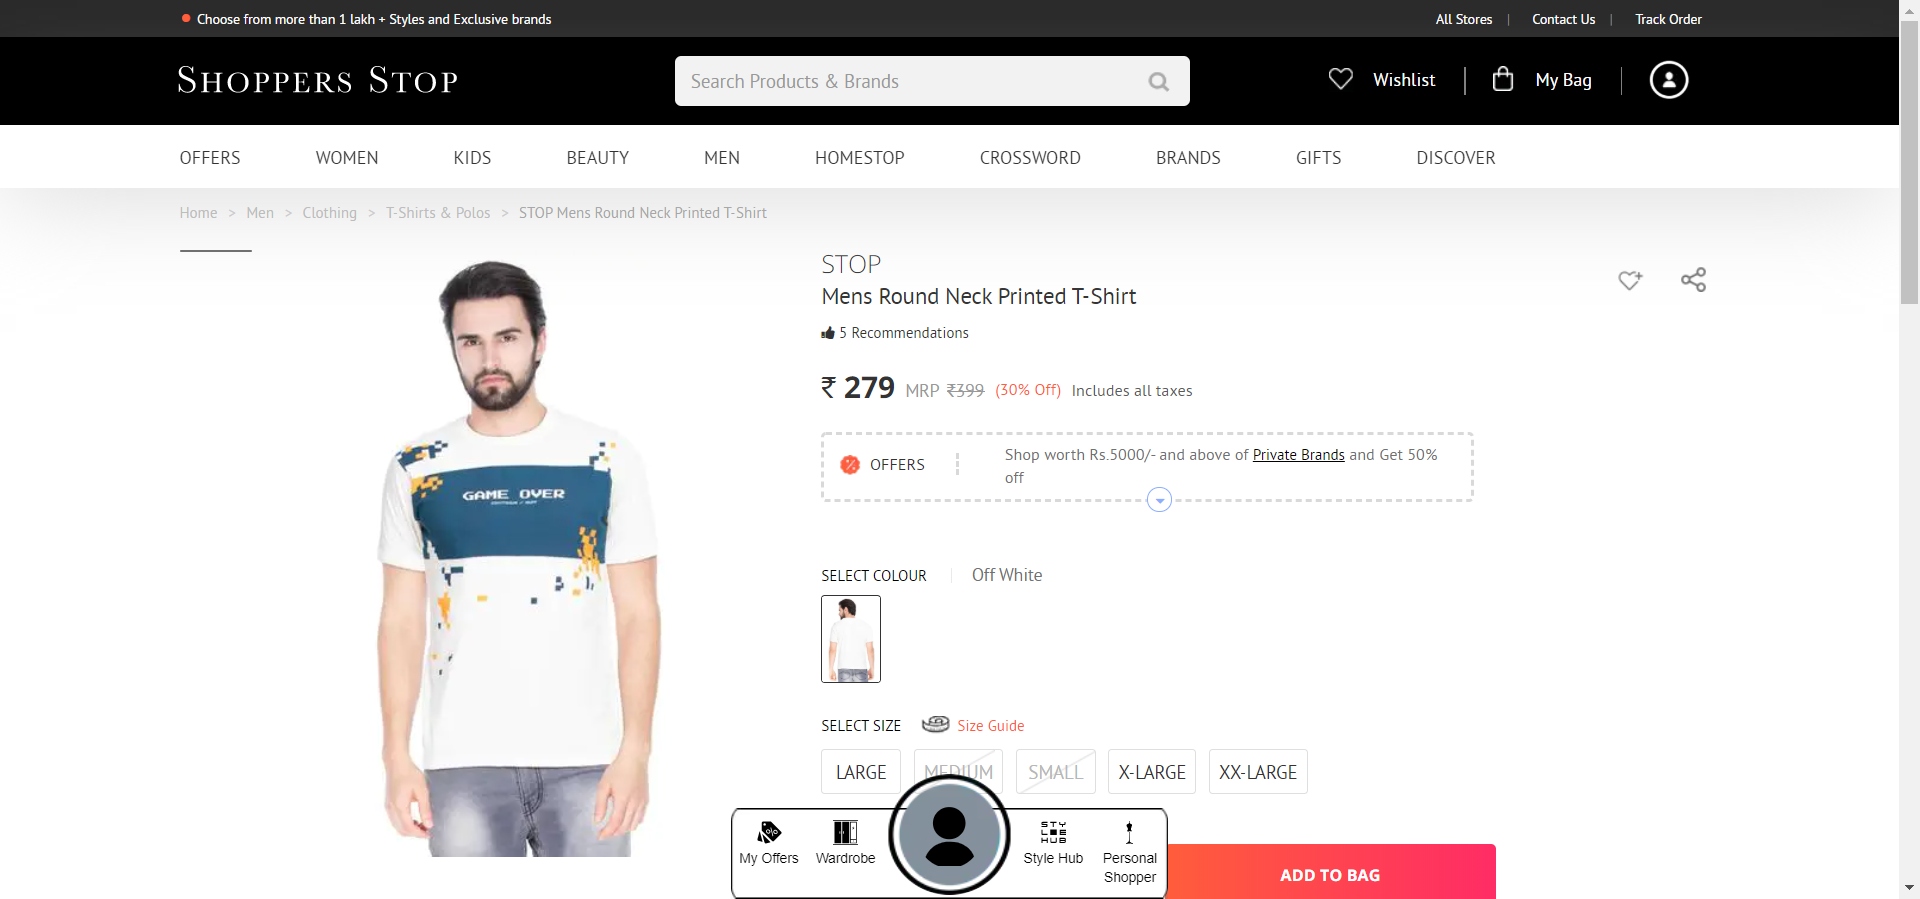 Choose from more than 1 lakh + Styles and Exclusive brands
All Stores | Contact Us | Track Order
SHOPPERS STOP
Search Products & Brands
Wishlist
My Bag
OFFERS WOMEN KIDS BEAUTY MEN HOMESTOP CROSSWORD BRANDS GIFTS DISCOVER
Home > Men > Clothing > T-Shirts & Polos > STOP Mens Round Neck Printed T-Shirt
STOP
Mens Round Neck Printed T-Shirt
5 Recommendations
₹ 279 MRP ₹399 (30% Off) Includes all taxes
OFFERS
Shop worth Rs.5000/- and above of Private Brands and Get 50%
off
GAME OVER
SELECT COLOUR Off White
SELECT SIZE Size Guide
LARGE MEDIUM SMALL X-LARGE XX-LARGE
STY
LOE
HUB
My Offers Wardrobe Style Hub Personal
Shopper
ADD TO BAG